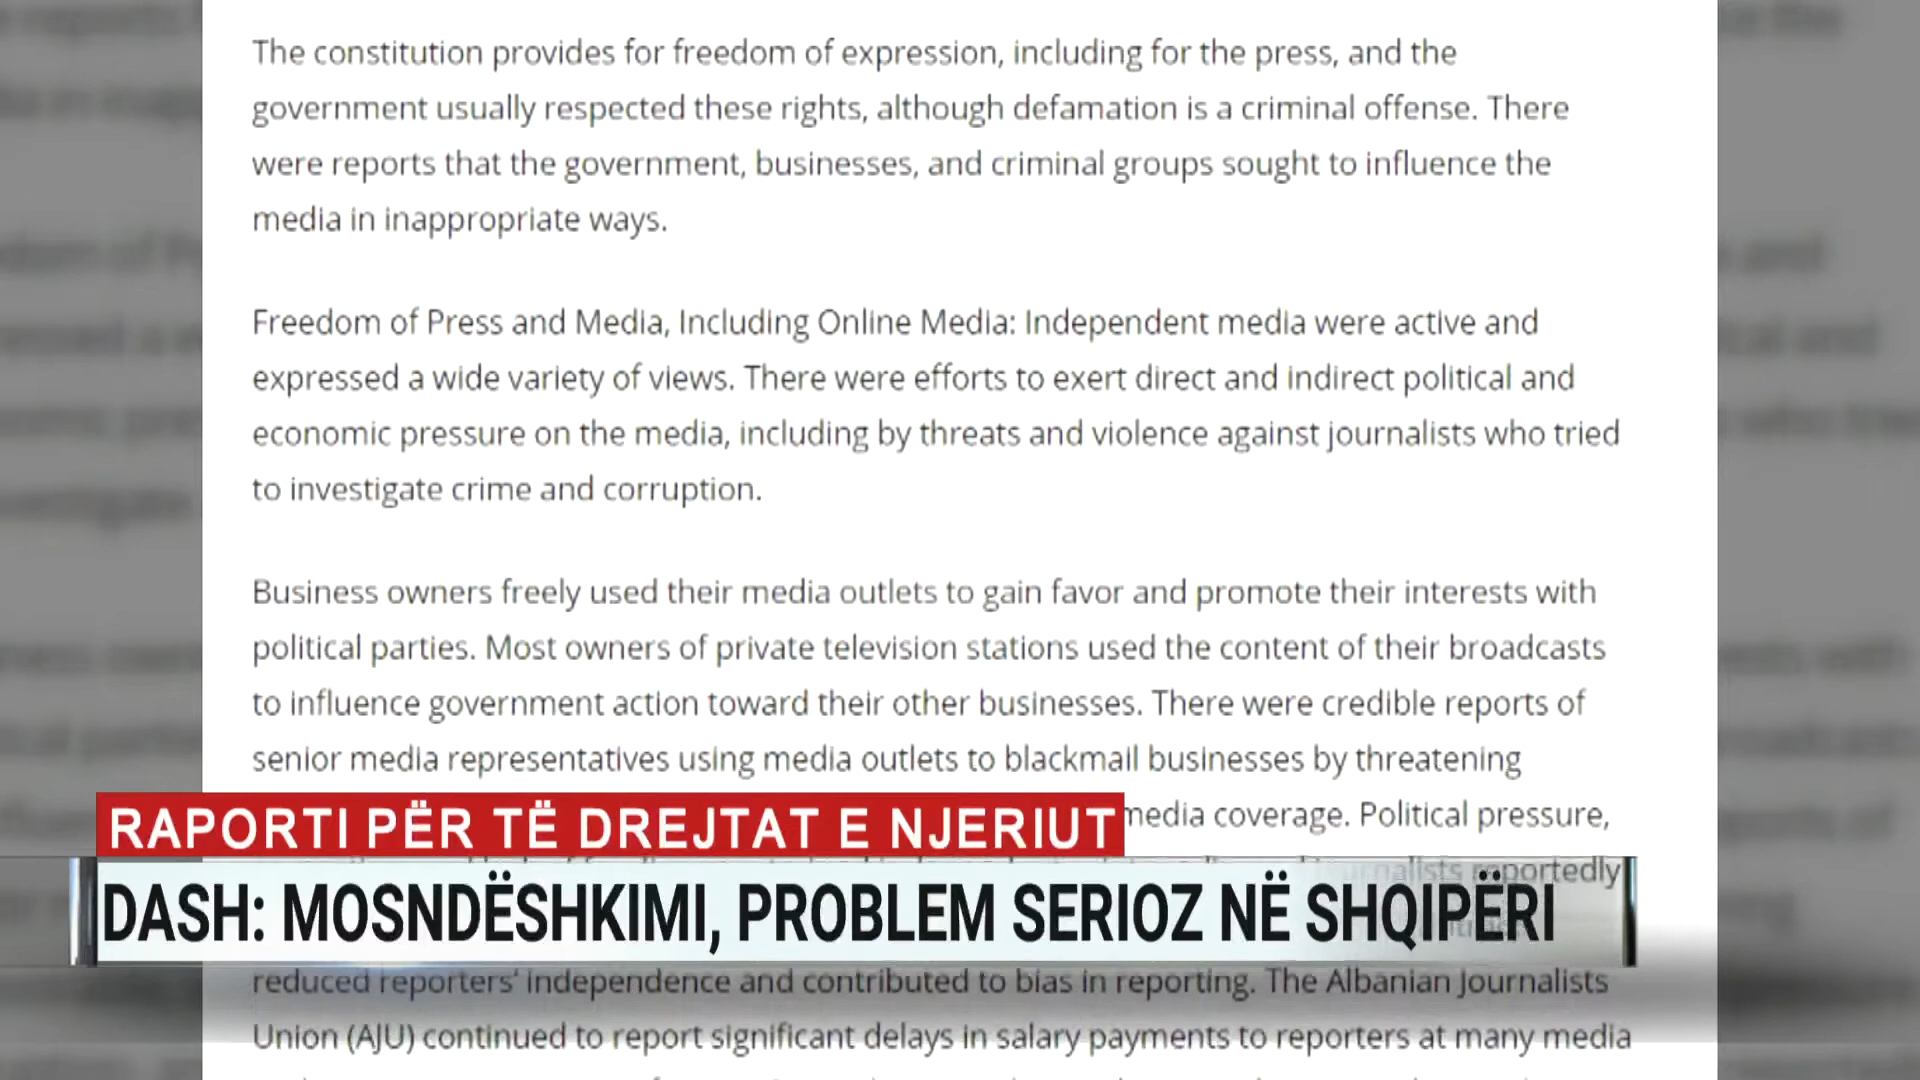 The constitution provides for freedom of expression, including for the press, and the
government usually respected these rights, although defamation is a criminal offense. There
were reports that the government, businesses, and criminal groups sought to influence the
media in inappropriate ways.
Freedom of Press and Media, Including Online Media: Independent media were active and
expressed a wide variety of views. There were efforts to exert direct and indirect political and
economic pressure on the media, including by threats and violence against journalists who tried
to investigate crime and corruption.
Business owners freely used their media outlets to gain favor and promote their interests with
political parties. Most owners of private television stations used the content of their broadcasts
to influence government action toward their other businesses. There were credible reports of
senior media representatives using media outlets to blackmail businesses by threatening
media coverage. Political pressure,
RAPORTI PËR TË DREJTAT E NJERIUT
reportedly
DASH: MOSNDËSHKIMI, PROBLEM SERIOZ NË SHQIPËRI
reduced reporters' independence and contributed to bias in reporting. The Albanian Journalists
Union (AJU) continued to report significant delays in salary payments to reporters at many media